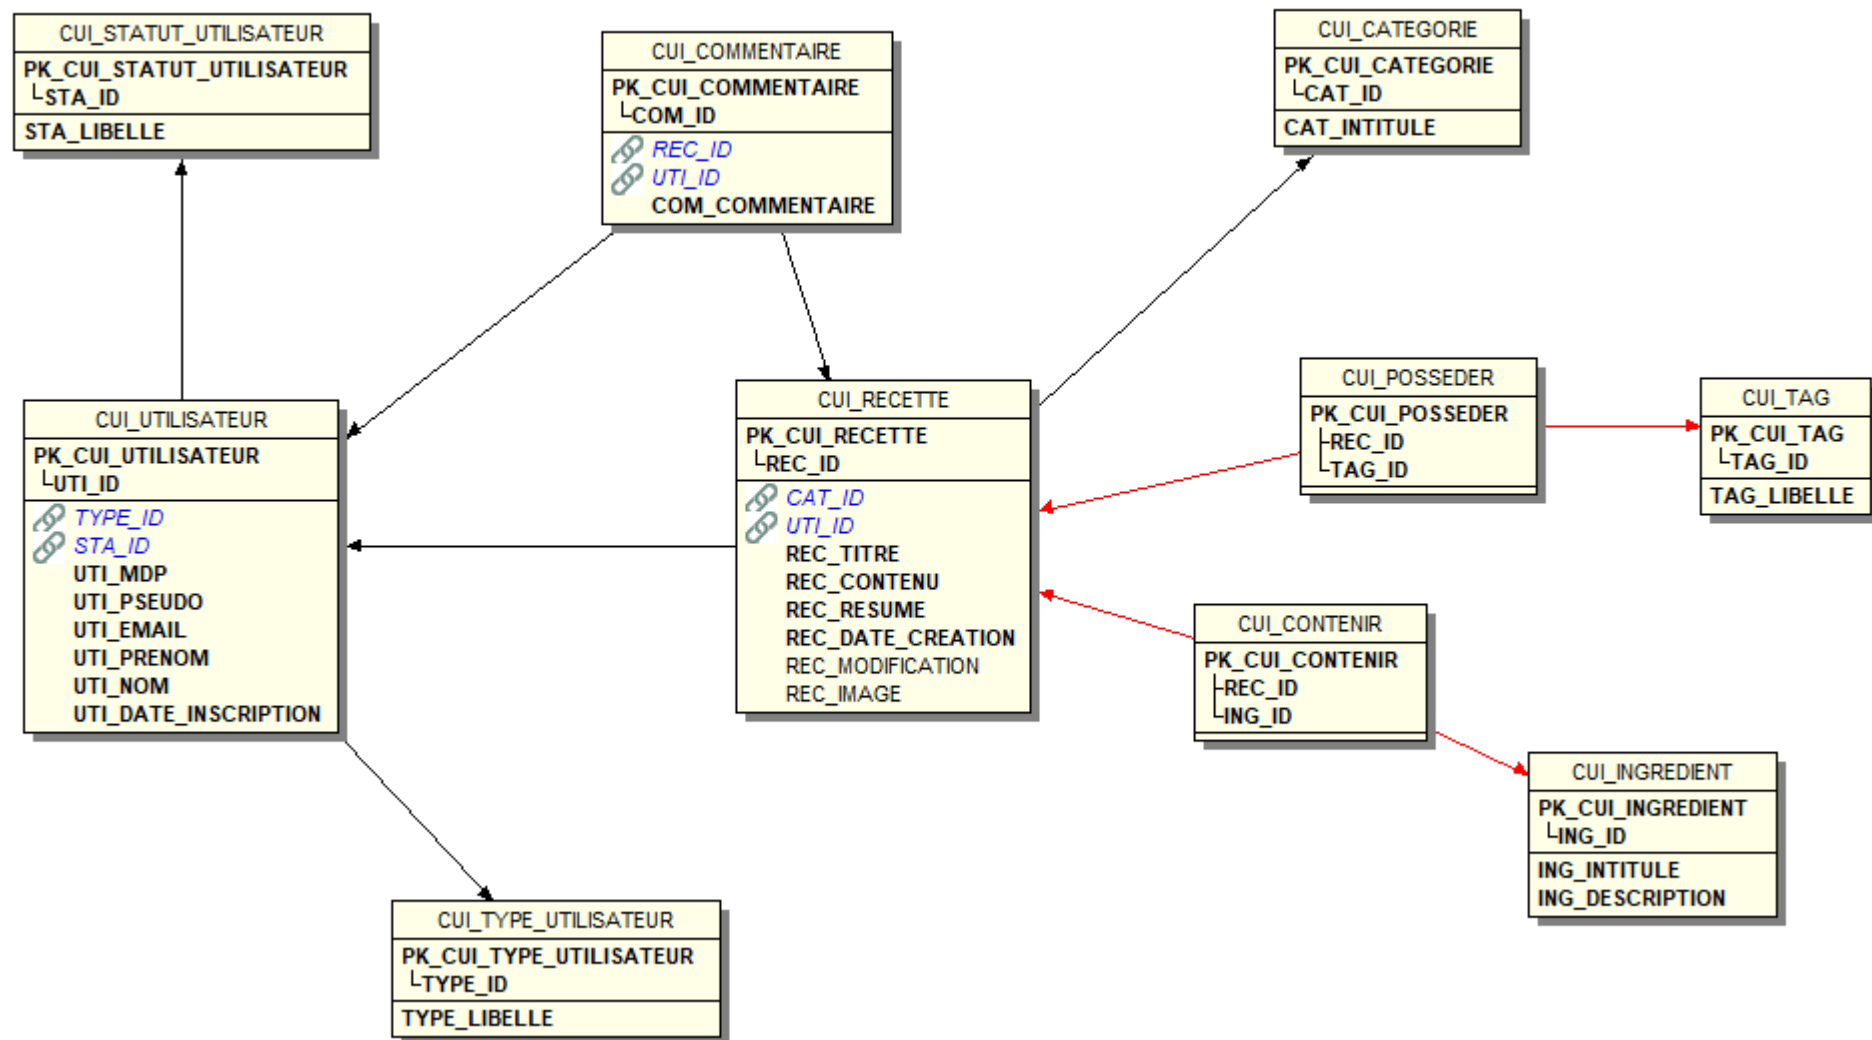 CUI_STATUT_UTILISATEUR
PK_CUI_STATUT_UTILISATEUR
STA_ID
STA_LIBELLE
CUI_COMMENTAIRE
PK_CUI_COMMENTAIRE
COM_ID
REC_ID
UTI_ID
COM_COMMENTAIRE
CUI_CATEGORIE
PK_CUI_CATEGORIE
CAT_ID
CAT_INTITULE
CUI_UTILISATEUR
PK_CUI_UTILISATEUR
UTI_ID
TYPE_ID
STA_ID
UTI_MDP
UTI_PSEUDO
UTI_EMAIL
UTI_PRENOM
UTI_NOM
UTI_DATE_INSCRIPTION
CUI_RECETTE
PK_CUI_RECETTE
REC_ID
CAT_ID
UTI_ID
REC_TITRE
REC_CONTENU
REC_RESUME
REC_DATE_CREATION
REC_MODIFICATION
REC_IMAGE
CUI_POSSEDER
PK_CUI_POSSEDER
REC_ID
TAG_ID
CUI_TAG
PK_CUI_TAG
TAG_ID
TAG_LIBELLE
CUI_CONTENIR
PK_CUI_CONTENIR
REC_ID
ING_ID
CUI_INGREDIENT
PK_CUI_INGREDIENT
ING_ID
ING_INTITULE
ING_DESCRIPTION
CUI_TYPE_UTILISATEUR
PK_CUI_TYPE_UTILISATEUR
TYPE_ID
TYPE_LIBELLE